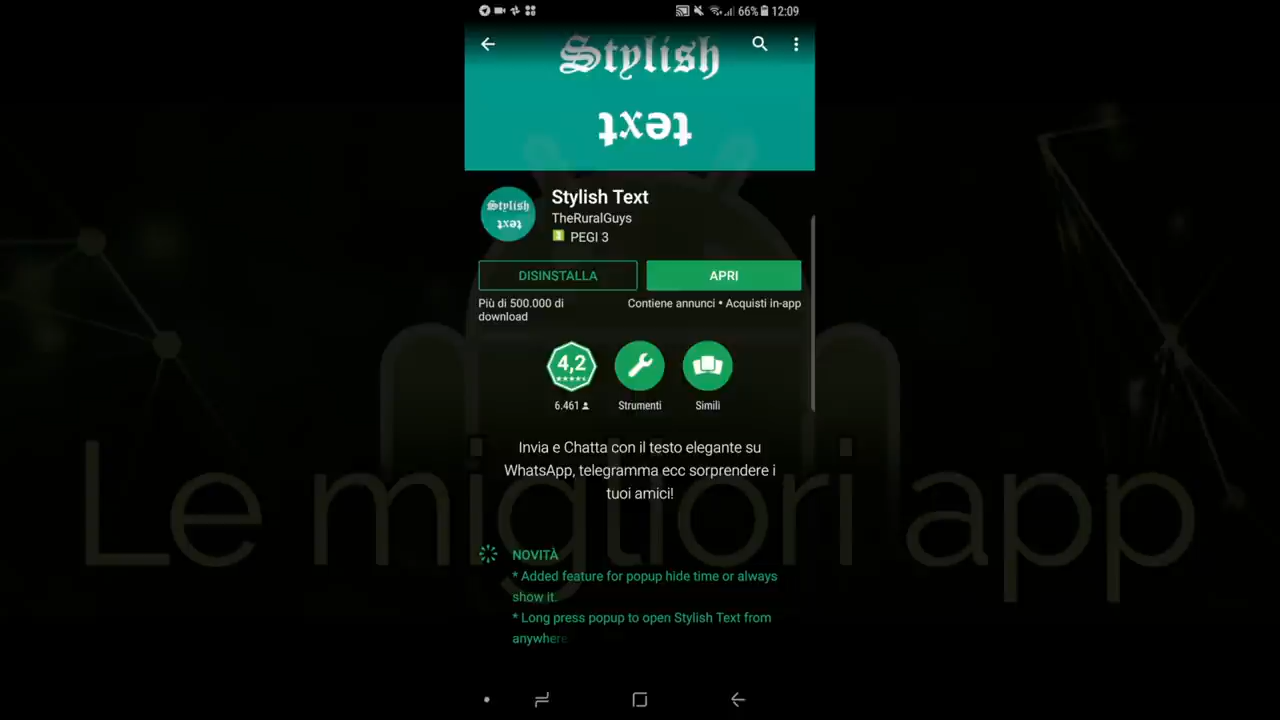 66% 12:09
Stylish
text
Stylish
text
Stylish Text
TheRuralGuys
3 PEGI 3
DISINSTALLA
APRI
Più di 500.000 di
download
Contiene annunci • Acquisti in-app
4,2
6.461
Strumenti
Simili
Invia e Chatta con il testo elegante su
WhatsApp, telegramma ecc sorprendere i
tuoi amici!
Le migliori app
NOVITÀ
* Added feature for popup hide time or always
show it.
* Long press popup to open Stylish Text from
anywhere